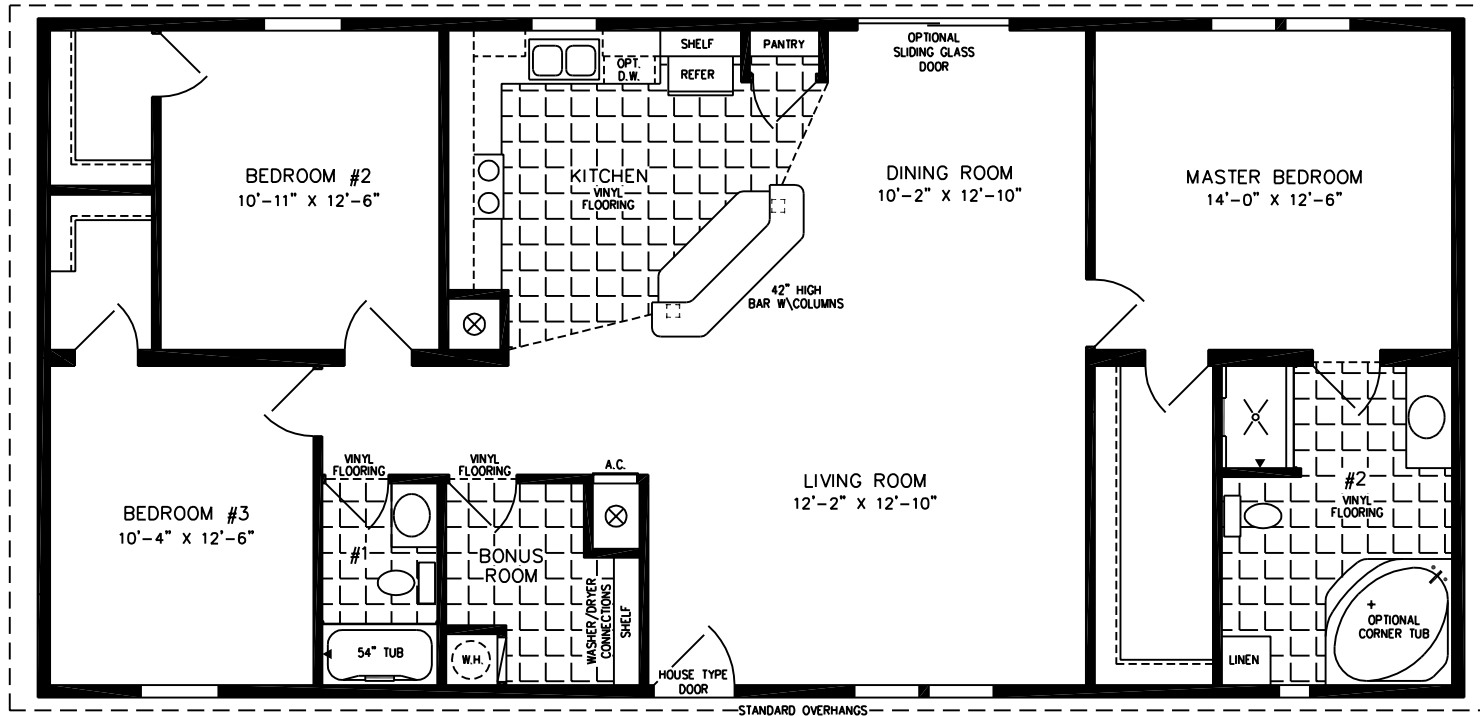 OPTIONAL
SLIDING GLASS
DOOR
SHELF
PANTRY
OPT.
D.W.
REFER
BEDROOM #2
10'-11" X 12'-6"
KITCHEN
VINYL
FLOORING
DINING ROOM
10'-2" X 12'-10"
MASTER BEDROOM
14'-0" X 12'-6"
42" HIGH
BAR W\COLUMNS
VINYL
FLOORING
VINYL
FLOORING
A.C.
LIVING ROOM
12'-2" X 12'-10"
#2
VINYL
FLOORING
BEDROOM #3
10'-4" X 12'-6"
#1
BONUS
ROOM
WASHER/DRYER
CONNECTIONS
SHELF
54" TUB
W.H.
HOUSE TYPE
DOOR
OPTIONAL
CORNER TUB
LINEN
STANDARD OVERHANGS